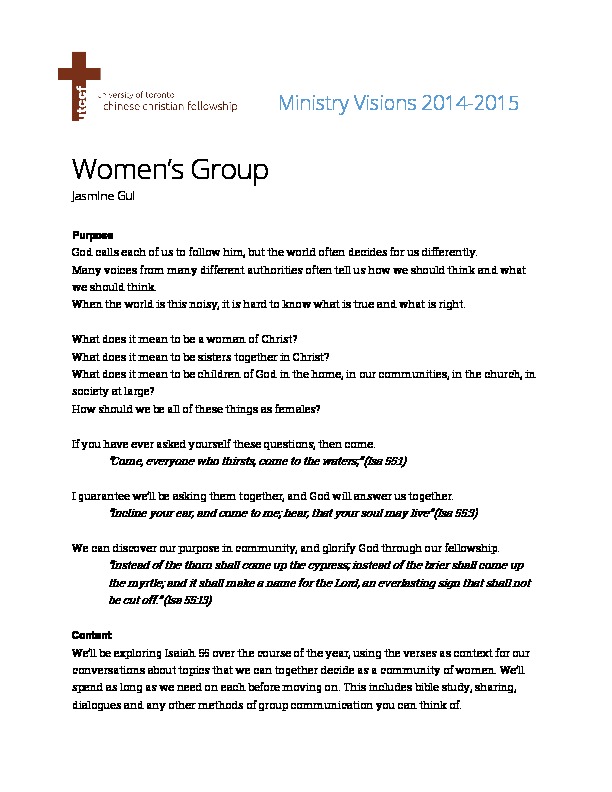 utccf
university of toronto
chinese christian fellowship
Ministry Visions 2014-2015
Women's Group
Jasmine Gui
Purpose
God calls each of us to follow him, but the world often decides for us differently.
Many voices from many different authorities often tell us how we should think and what
we should think.
When the world is this noisy, it is hard to know what is true and what is right.
What does it mean to be a woman of Christ?
What does it mean to be sisters together in Christ?
What does it mean to be children of God in the home, in our communities, in the church, in
society at large?
How should we be all of these things as females?
If you have ever asked yourself these questions, then come.
"Come, everyone who thirsts, come to the waters;" (Isa 55:1)
I guarantee we'll be asking them together, and God will answer us together.
"Incline your ear, and come to me; hear, that your soul may live" (Isa 55:3)
We can discover our purpose in community, and glorify God through our fellowship.
"Instead of the thorn shall come up the cypress; instead of the brier shall come up
the myrtle; and it shall make a name for the Lord, an everlasting sign that shall not
be cut off." (Isa 55:13)
Content
We'll be exploring Isaiah 55 over the course of the year, using the verses as context for our
conversations about topics that we can together decide as a community of women. We'll
spend as long as we need on each before moving on. This includes bible study, sharing,
dialogues and any other methods of group communication you can think of.